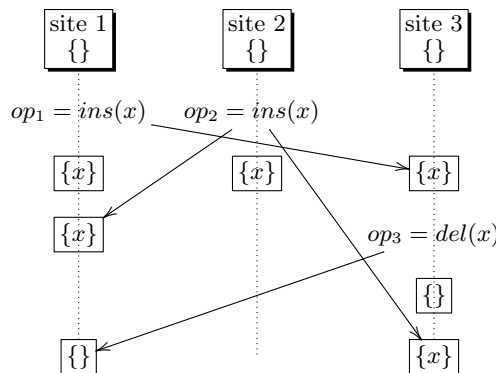 site 1 site 2 site 3
{} {} {}
op₁ = ins(x) op₂ = ins(x)
{x} {x} {x}
{x}
op₃ = del(x)
{}
{} {x}